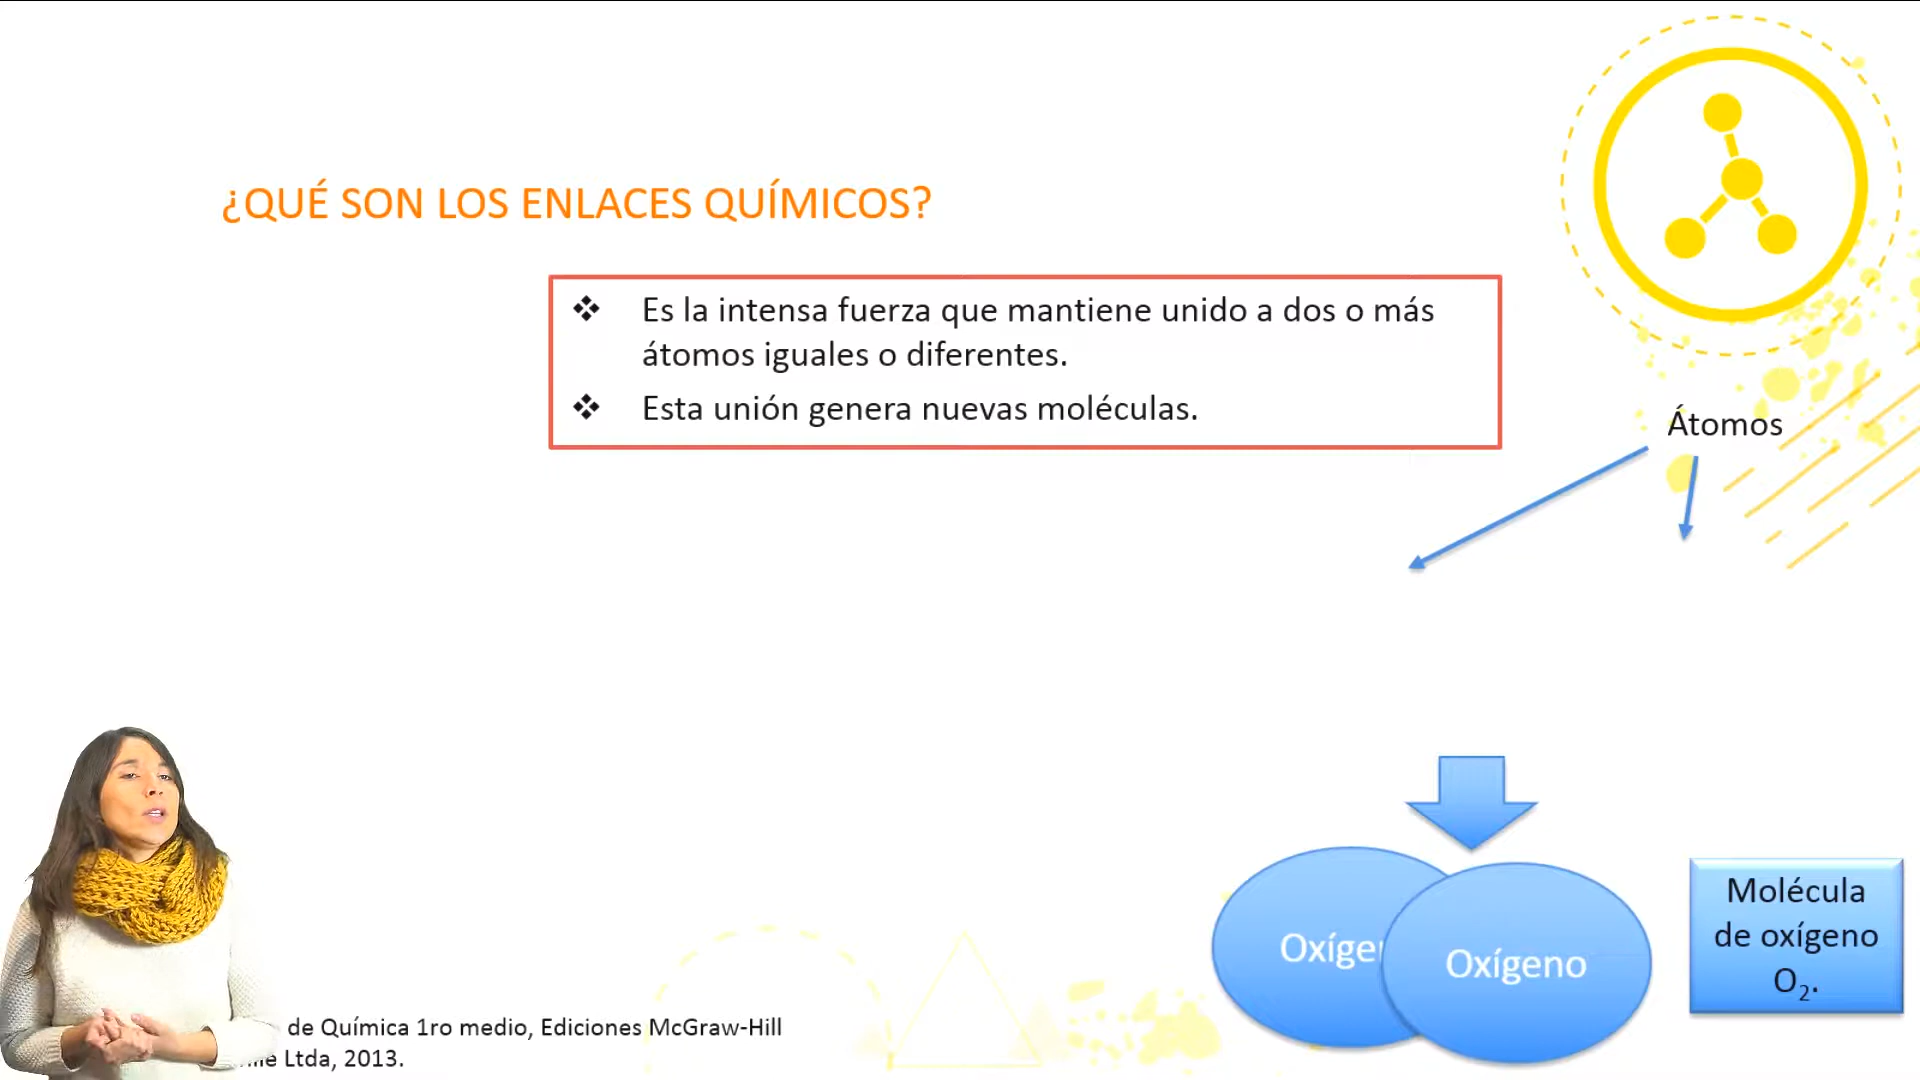 ¿QUÉ SON LOS ENLACES QUÍMICOS?
❖ Es la intensa fuerza que mantiene unido a dos o más
átomos iguales o diferentes.
❖ Esta unión genera nuevas moléculas.
Átomos
Oxíge
Oxígeno
Molécula
de oxígeno
O₂.
de Química 1ro medio, Ediciones McGraw-Hill
Ltda, 2013.